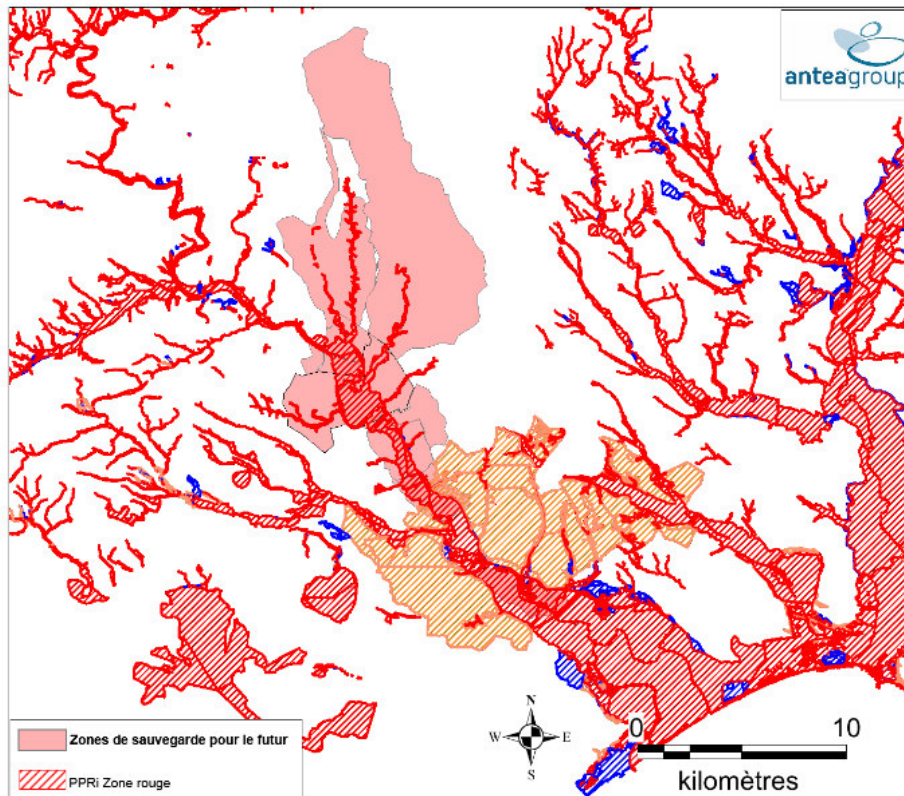 anteagroup
Zones de sauvegarde pour le futur
PPRi Zone rouge
N
W E
S
0 10
kilomètres